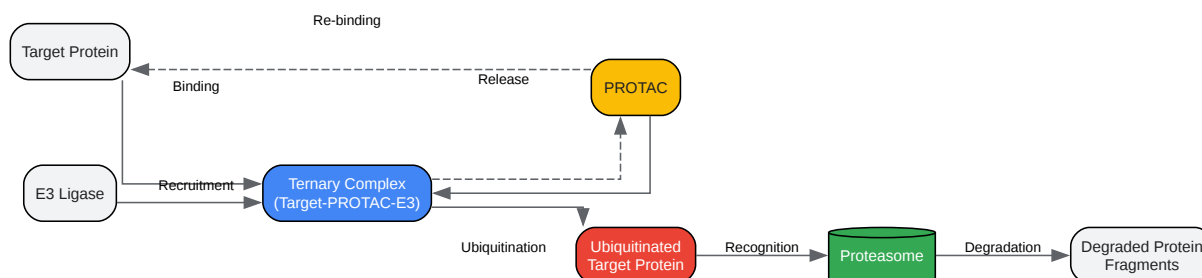 Re-binding
Target Protein
Binding
Release
PROTAC
E3 Ligase
Recruitment
Ternary Complex
(Target-PROTAC-E3)
Ubiquitination
Ubiquitinated
Target Protein
Recognition
Proteasome
Degradation
Degraded Protein
Fragments